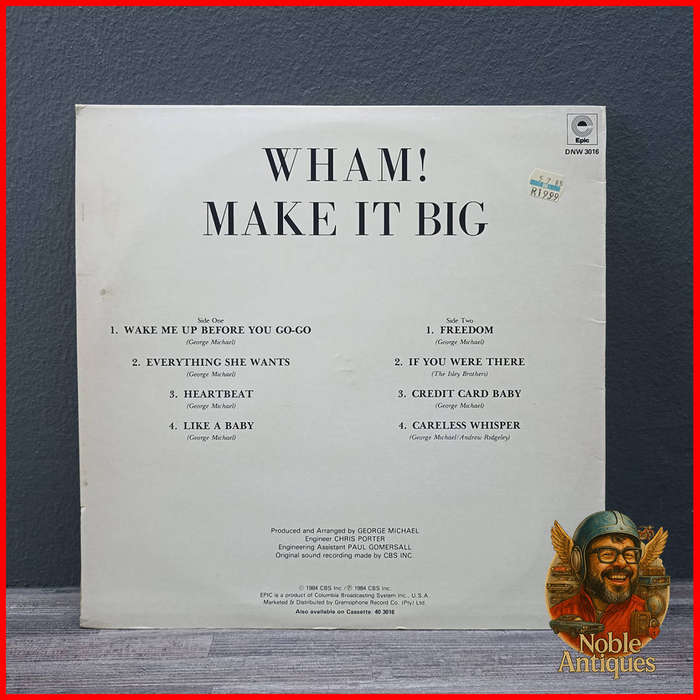 Epic
DNW 3016
WHAM!
5.7.85
R1999
MAKE IT BIG
Side One
1. WAKE ME UP BEFORE YOU GO-GO
(George Michael)
2. EVERYTHING SHE WANTS
(George Michael)
3. HEARTBEAT
(George Michael)
4. LIKE A BABY
(George Michael)
Side Two
1. FREEDOM
(George Michael)
2. IF YOU WERE THERE
(The Isley Brothers)
3. CREDIT CARD BABY
(George Michael)
4. CARELESS WHISPER
(George Michael/Andrew Ridgeley)
Produced and Arranged by GEORGE MICHAEL
Engineer CHRIS PORTER
Engineering Assistant PAUL GOMERSALL
Original sound recording made by CBS INC.
© 1984 CBS Inc./℗ 1984 CBS Inc.
EPIC is a product of Columbia Broadcasting System Inc., U.S.A.
Marketed & Distributed by Gramophone Record Co. (Pty) Ltd.
Also available on Cassette: 40 3016
Noble
Antiques